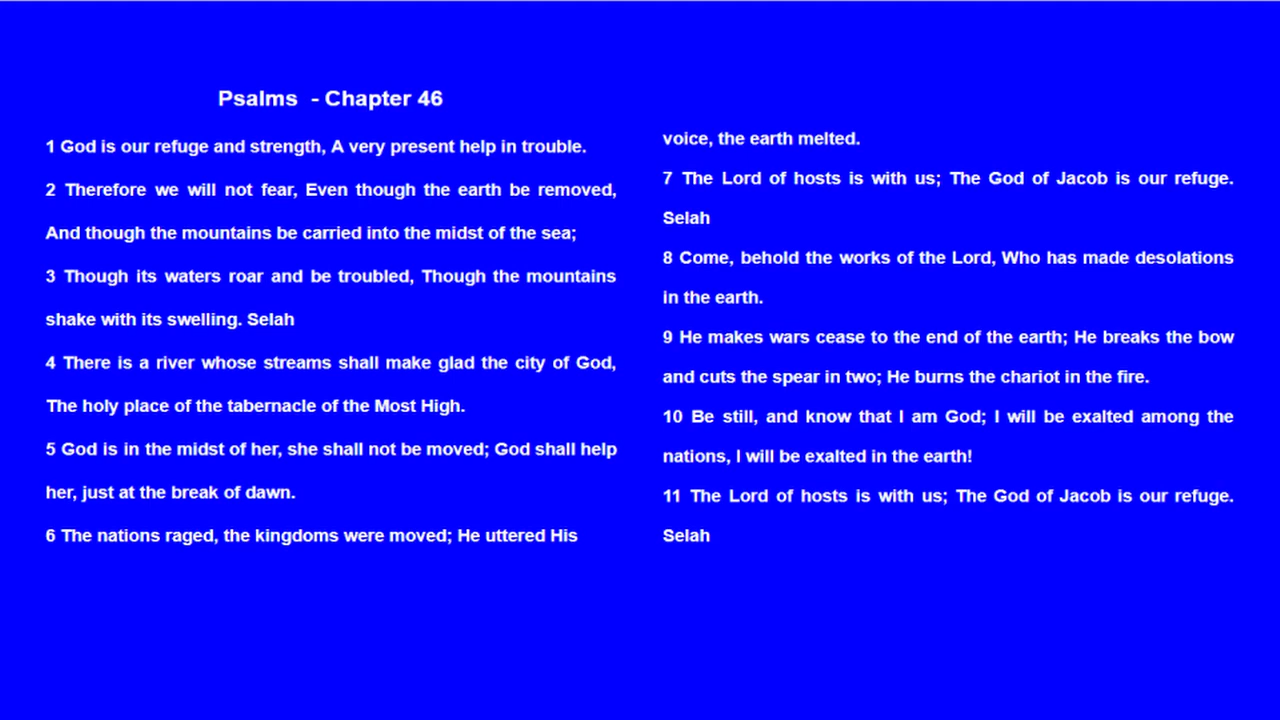 Psalms  - Chapter 46
1 God is our refuge and strength, A very present help in trouble.
2 Therefore we will not fear, Even though the earth be removed,
And though the mountains be carried into the midst of the sea;
3 Though its waters roar and be troubled, Though the mountains
shake with its swelling. Selah
4 There is a river whose streams shall make glad the city of God,
The holy place of the tabernacle of the Most High.
5 God is in the midst of her, she shall not be moved; God shall help
her, just at the break of dawn.
6 The nations raged, the kingdoms were moved; He uttered His
voice, the earth melted.
7 The Lord of hosts is with us; The God of Jacob is our refuge.
Selah
8 Come, behold the works of the Lord, Who has made desolations
in the earth.
9 He makes wars cease to the end of the earth; He breaks the bow
and cuts the spear in two; He burns the chariot in the fire.
10 Be still, and know that I am God; I will be exalted among the
nations, I will be exalted in the earth!
11 The Lord of hosts is with us; The God of Jacob is our refuge.
Selah